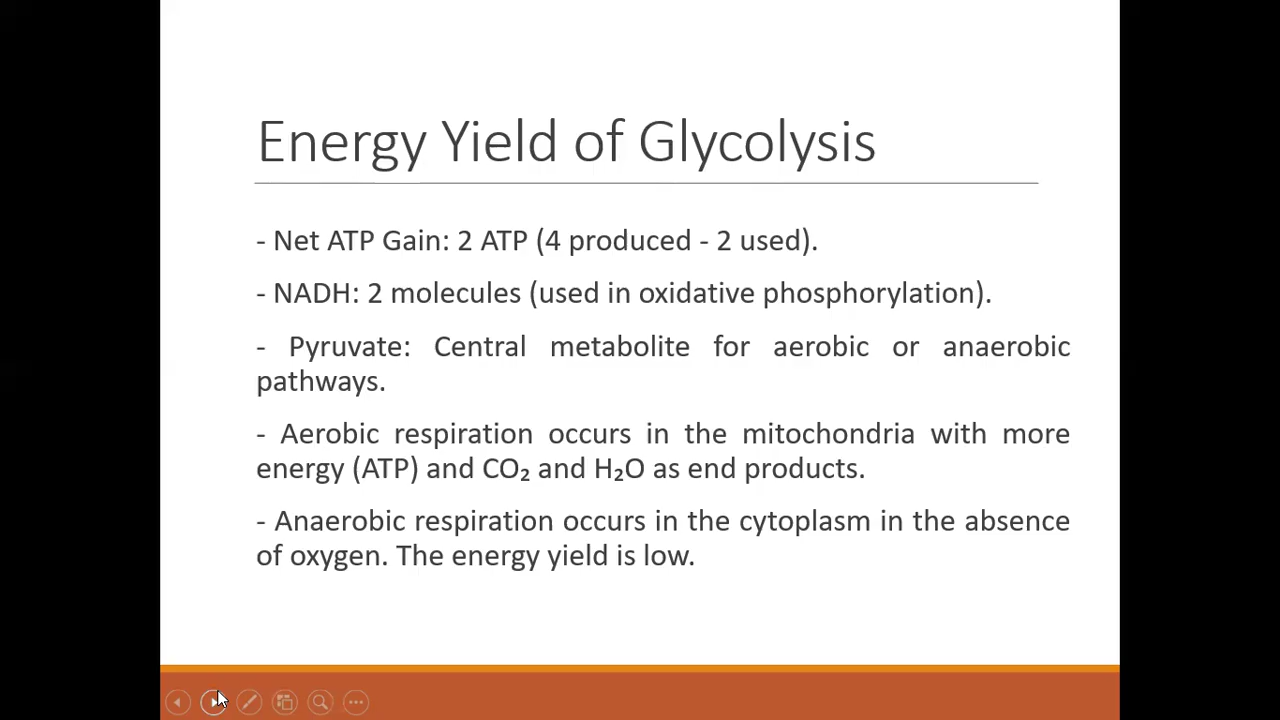 Energy Yield of Glycolysis
- Net ATP Gain: 2 ATP (4 produced - 2 used).
- NADH: 2 molecules (used in oxidative phosphorylation).
- Pyruvate: Central metabolite for aerobic or anaerobic
pathways.
- Aerobic respiration occurs in the mitochondria with more
energy (ATP) and CO₂ and H₂O as end products.
- Anaerobic respiration occurs in the cytoplasm in the absence
of oxygen. The energy yield is low.